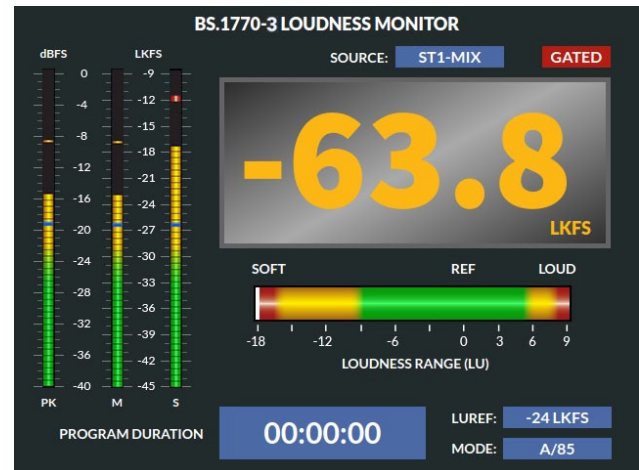 BS.1770-3 LOUDNESS MONITOR
dBFS LKFS SOURCE: ST1-MIX GATED
0 -9
-4 -12
-8 -15
-12 -18
-16 -21
-20 -24
-24 -27
-28 -30
-32 -33
-36 -36
-40 -39
-42
-45
PK M S
-63.8
LKFS
SOFT REF LOUD
-18 -12 -6 0 3 6 9
LOUDNESS RANGE (LU)
PROGRAM DURATION 00:00:00
LUREF: -24 LKFS
MODE: A/85